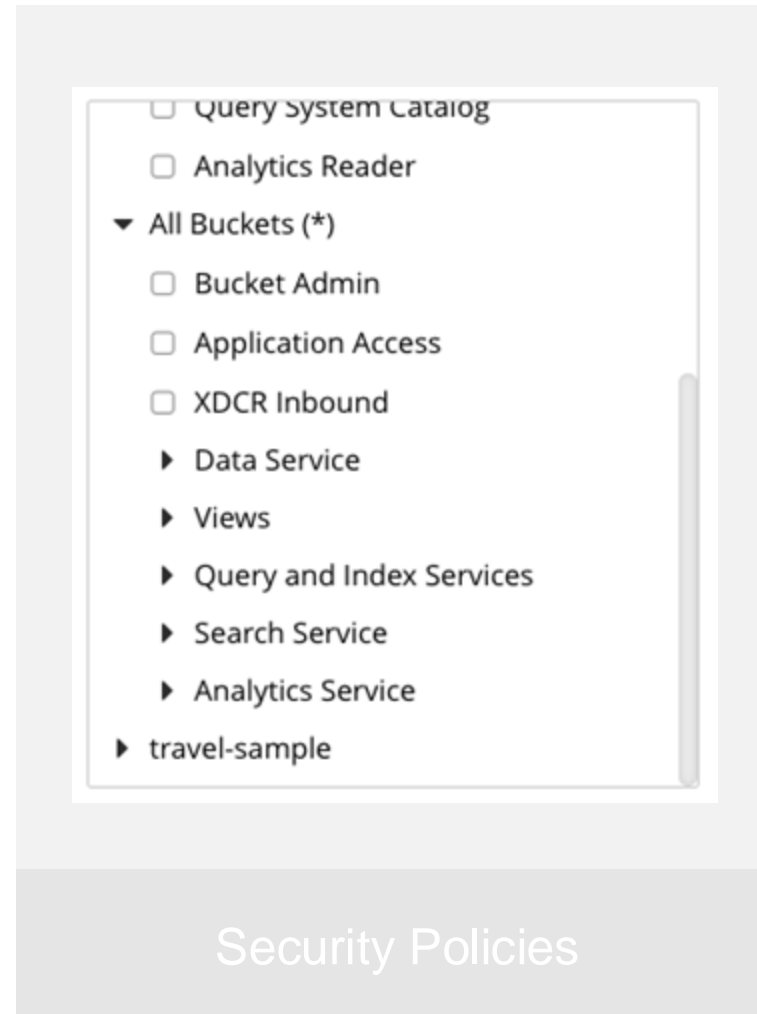 Query System Catalog
Analytics Reader
All Buckets (*)
Bucket Admin
Application Access
XDCR Inbound
Data Service
Views
Query and Index Services
Search Service
Analytics Service
travel-sample
Security Policies